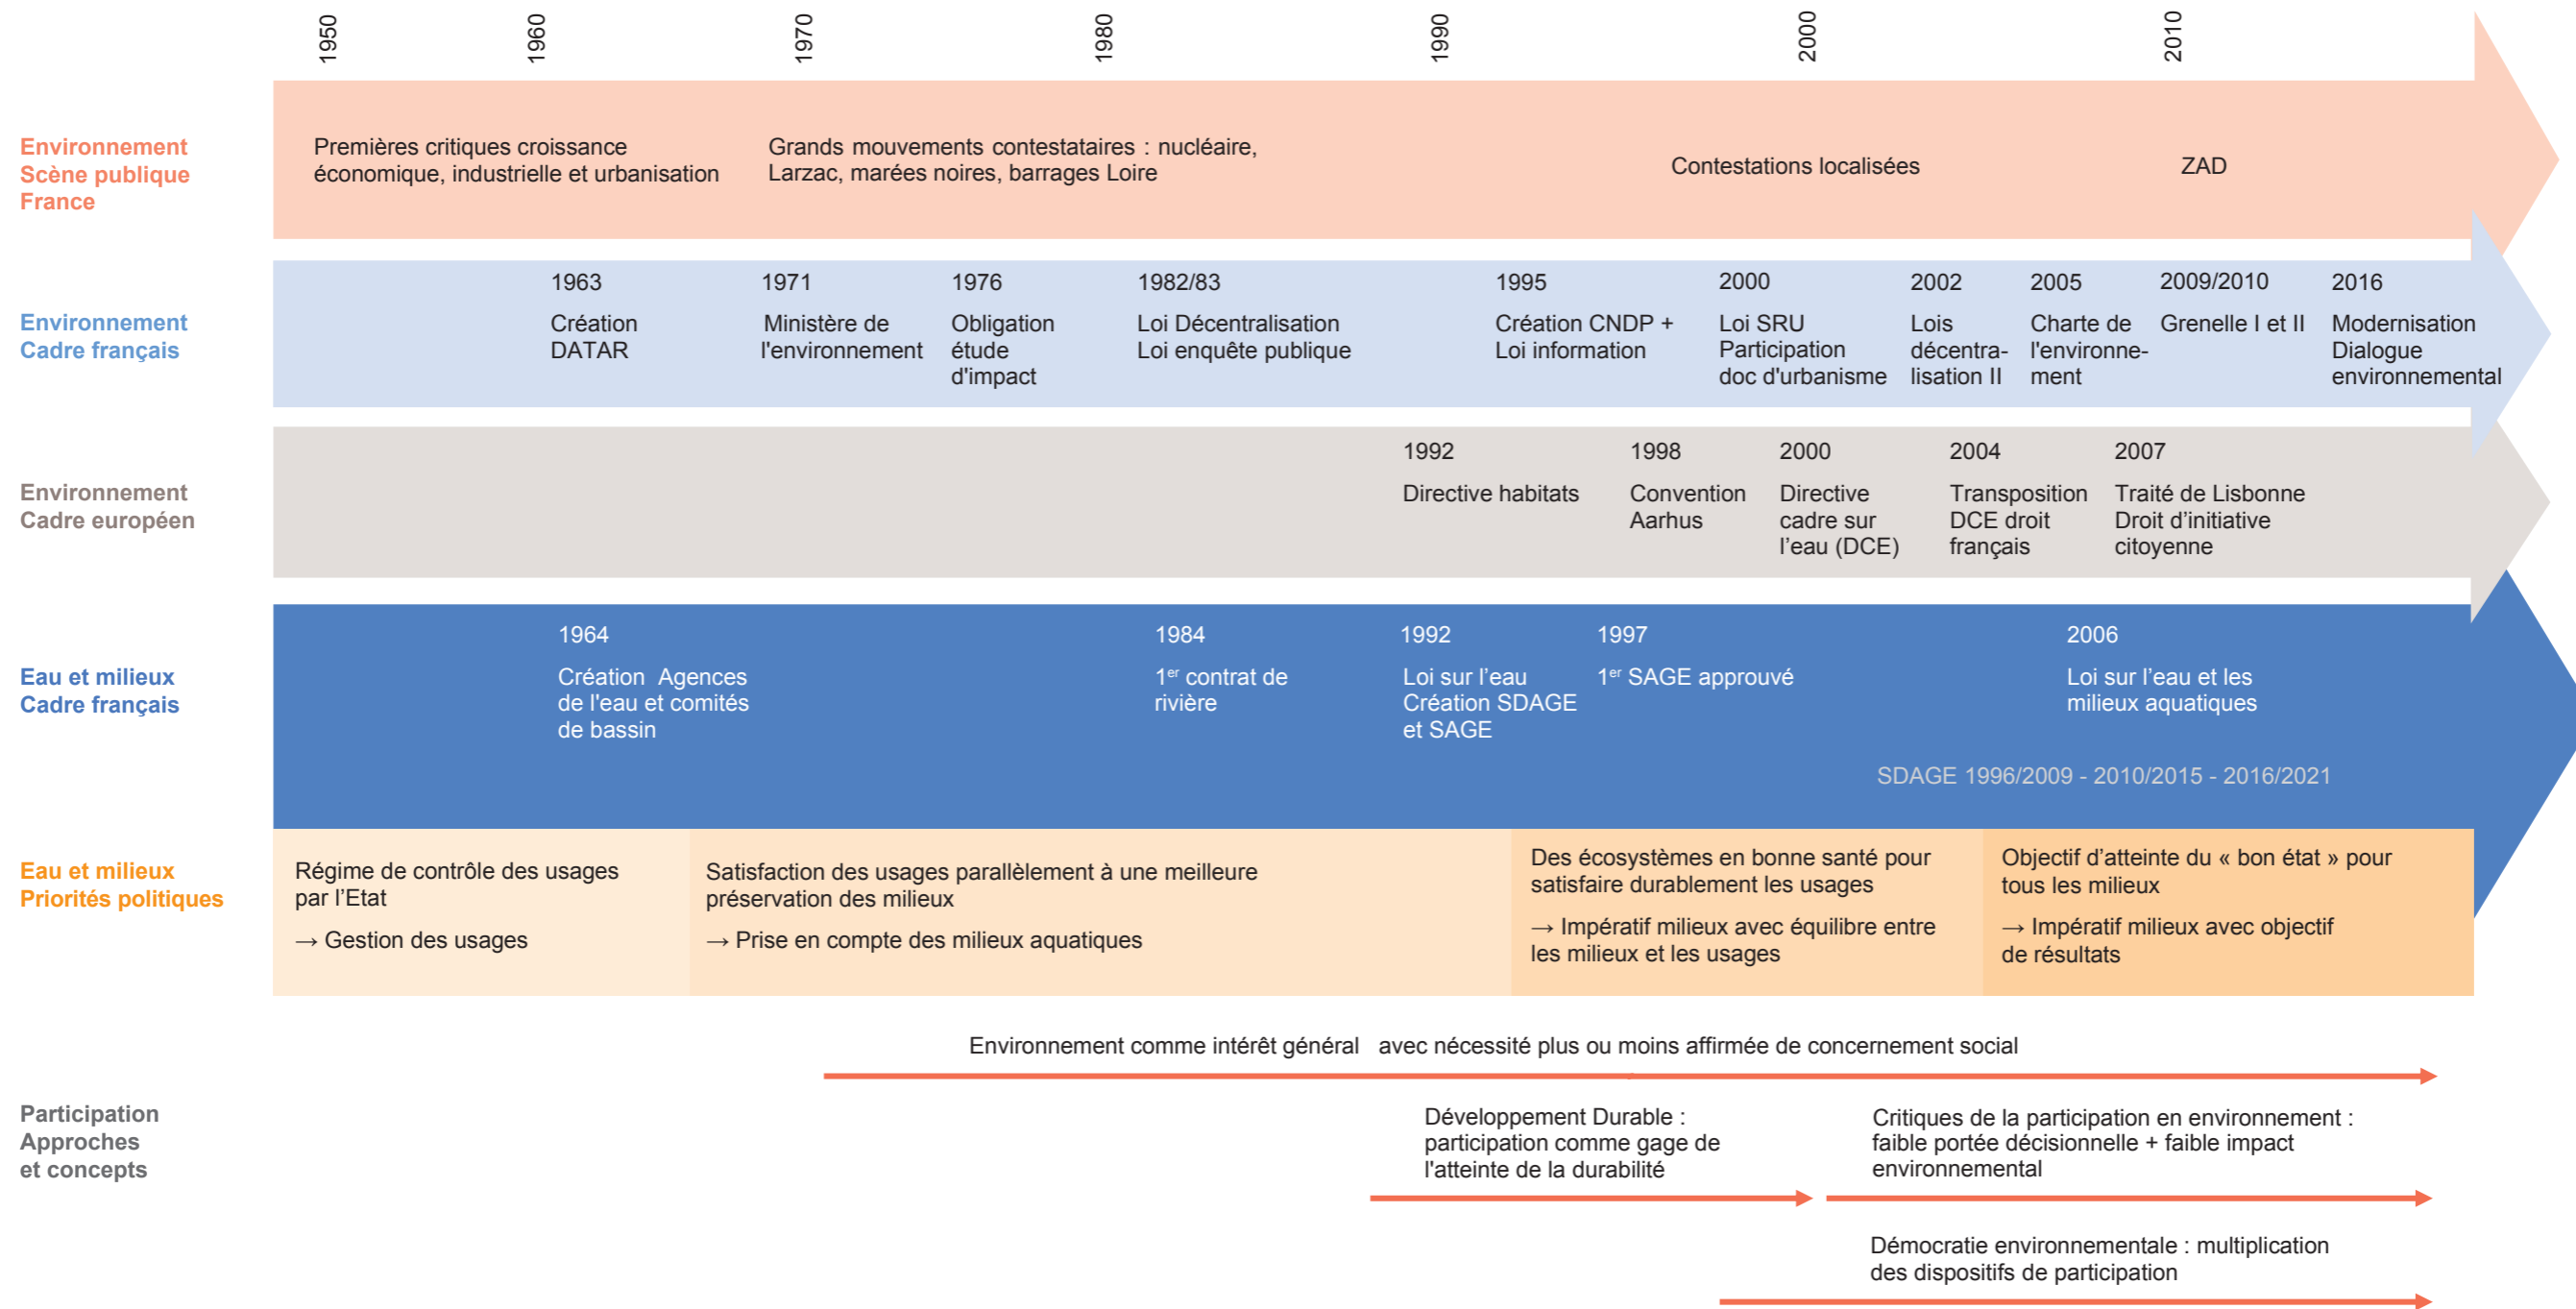 1950
1960
1970
1980
1990
2000
2010
Environnement
Scène publique
France
Premières critiques croissance
économique, industrielle et urbanisation
Grands mouvements contestataires : nucléaire,
Larzac, marées noires, barrages Loire
Contestations localisées
ZAD
Environnement
Cadre français
1963
Création
DATAR
1971
Ministère de
l'environnement
1976
Obligation
étude
d'impact
1982/83
Loi Décentralisation
Loi enquête publique
1995
Création CNDP +
Loi information
2000
Loi SRU
Participation
doc d'urbanisme
2002
Lois
décentra-
lisation II
2005
Charte de
l'environne-
ment
2009/2010
Grenelle I et II
2016
Modernisation
Dialogue
environnemental
Environnement
Cadre européen
1992
Directive habitats
1998
Convention
Aarhus
2000
Directive
cadre sur
l’eau (DCE)
2004
Transposition
DCE droit
français
2007
Traité de Lisbonne
Droit d’initiative
citoyenne
Eau et milieux
Cadre français
1964
Création Agences
de l'eau et comités
de bassin
1984
1er contrat de
rivière
1992
Loi sur l’eau
Création SDAGE
et SAGE
1997
1er SAGE approuvé
2006
Loi sur l’eau et les
milieux aquatiques
SDAGE 1996/2009 - 2010/2015 - 2016/2021
Eau et milieux
Priorités politiques
Régime de contrôle des usages
par l’Etat
→ Gestion des usages
Satisfaction des usages parallèlement à une meilleure
préservation des milieux
→ Prise en compte des milieux aquatiques
Des écosystèmes en bonne santé pour
satisfaire durablement les usages
→ Impératif milieux avec équilibre entre
les milieux et les usages
Objectif d’atteinte du « bon état » pour
tous les milieux
→ Impératif milieux avec objectif
de résultats
Participation
Approches
et concepts
Environnement comme intérêt général avec nécessité plus ou moins affirmée de concernement social
Développement Durable :
participation comme gage de
l'atteinte de la durabilité
Critiques de la participation en environnement :
faible portée décisionnelle + faible impact
environnemental
Démocratie environnementale : multiplication
des dispositifs de participation